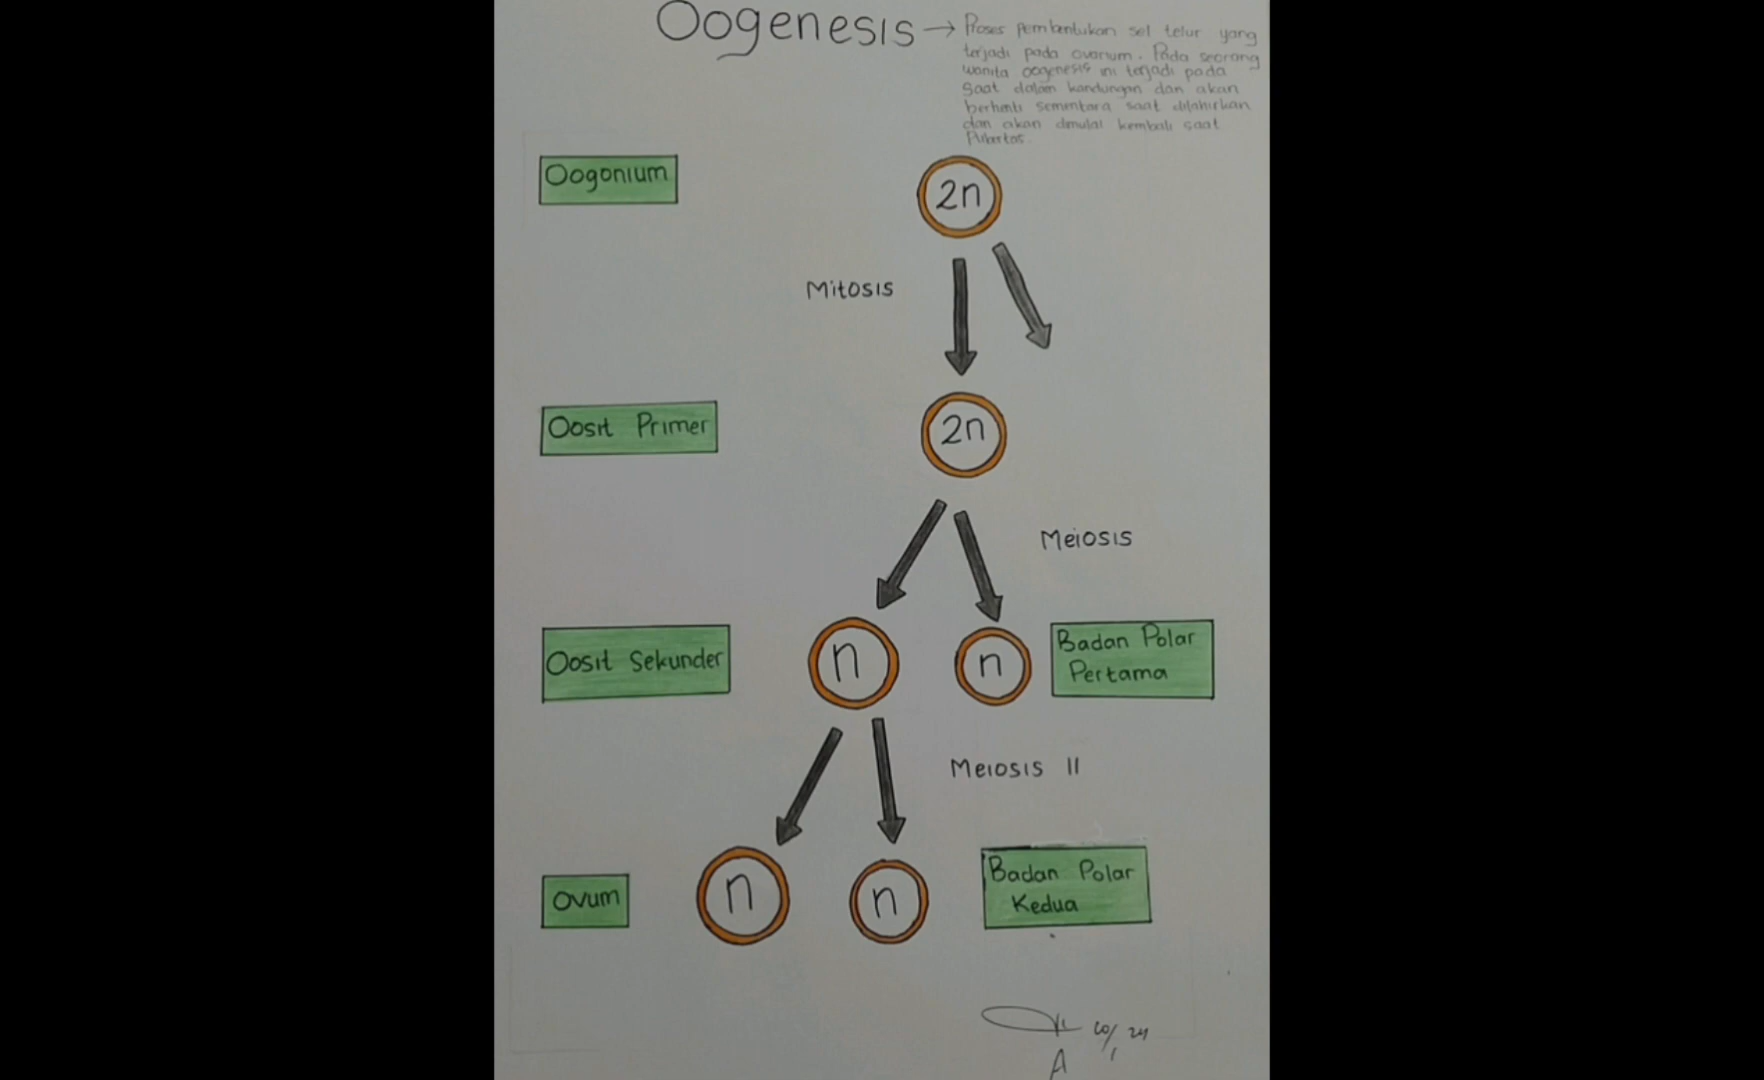 Oogenesis → Proses pembentukan sel telur yang
terjadi pada ovarium. Pada seorang
wanita oogenesis ini terjadi pada
saat dalam kandungan dan akan
berhenti sementara saat dilahirkan
dan akan dimulai kembali saat
Pubertas.
Oogonium
2n
Mitosis
Oosit Primer
2n
Meiosis
Oosit Sekunder
n
n
Badan Polar
Pertama
Meiosis II
Ovum
n
n
Badan Polar
Kedua
A